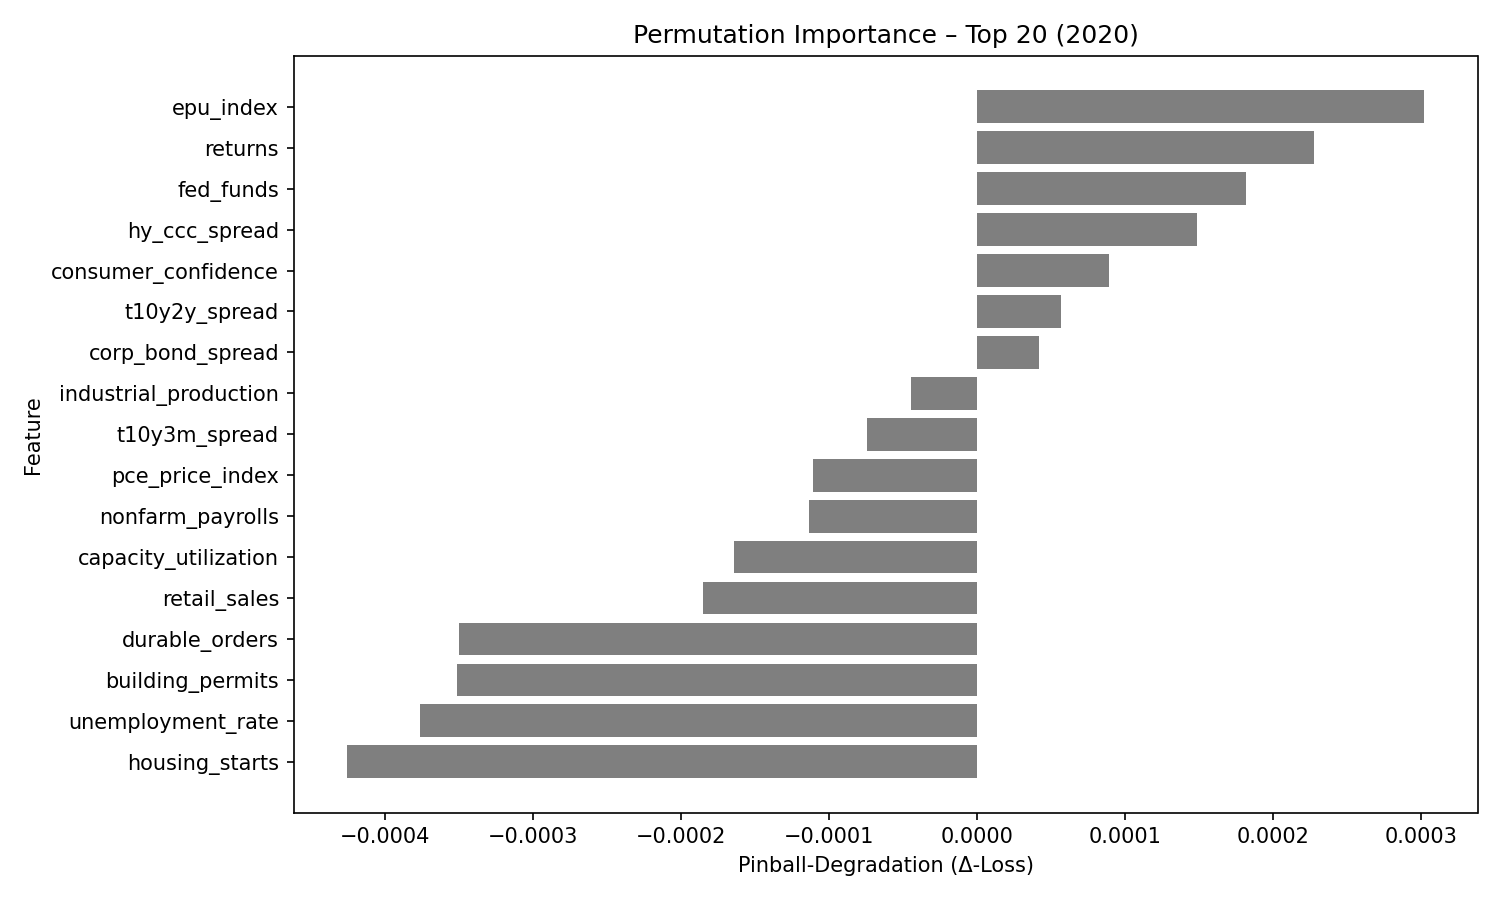 Permutation Importance – Top 20 (2020)
epu_index
returns
fed_funds
hy_ccc_spread
consumer_confidence
t10y2y_spread
corp_bond_spread
industrial_production
t10y3m_spread
pce_price_index
nonfarm_payrolls
capacity_utilization
retail_sales
durable_orders
building_permits
unemployment_rate
housing_starts
Feature
−0.0004 −0.0003 −0.0002 −0.0001 0.0000 0.0001 0.0002 0.0003
Pinball-Degradation (Δ-Loss)